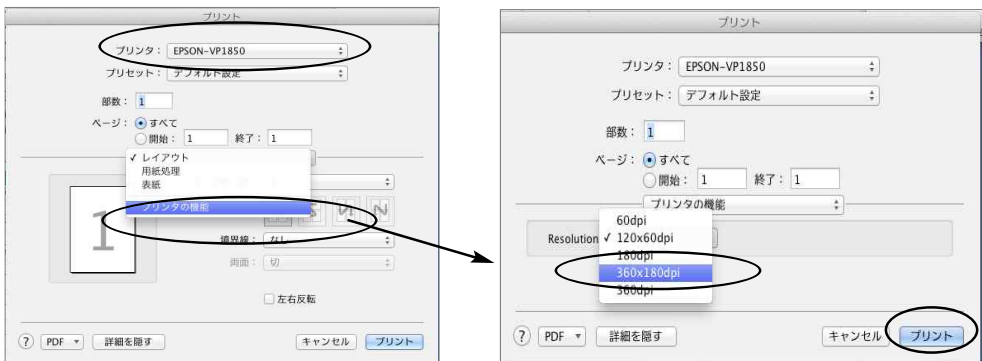 プリント
プリンタ： EPSON-VP1850
プリセット： デフォルト設定
部数： 1
ページ： すべて
開始： 1 終了： 1
✓ レイアウト
用紙処理
表紙
プリンタの機能
1
境界線： なし
両面： 切
左右反転
? PDF 詳細を隠す キャンセル プリント
プリント
プリンタ： EPSON-VP1850
プリセット： デフォルト設定
部数： 1
ページ： すべて
開始： 1 終了： 1
プリンタの機能
60dpi
Resolution ✓ 120x60dpi
180dpi
360x180dpi
360dpi
? PDF 詳細を隠す キャンセル プリント